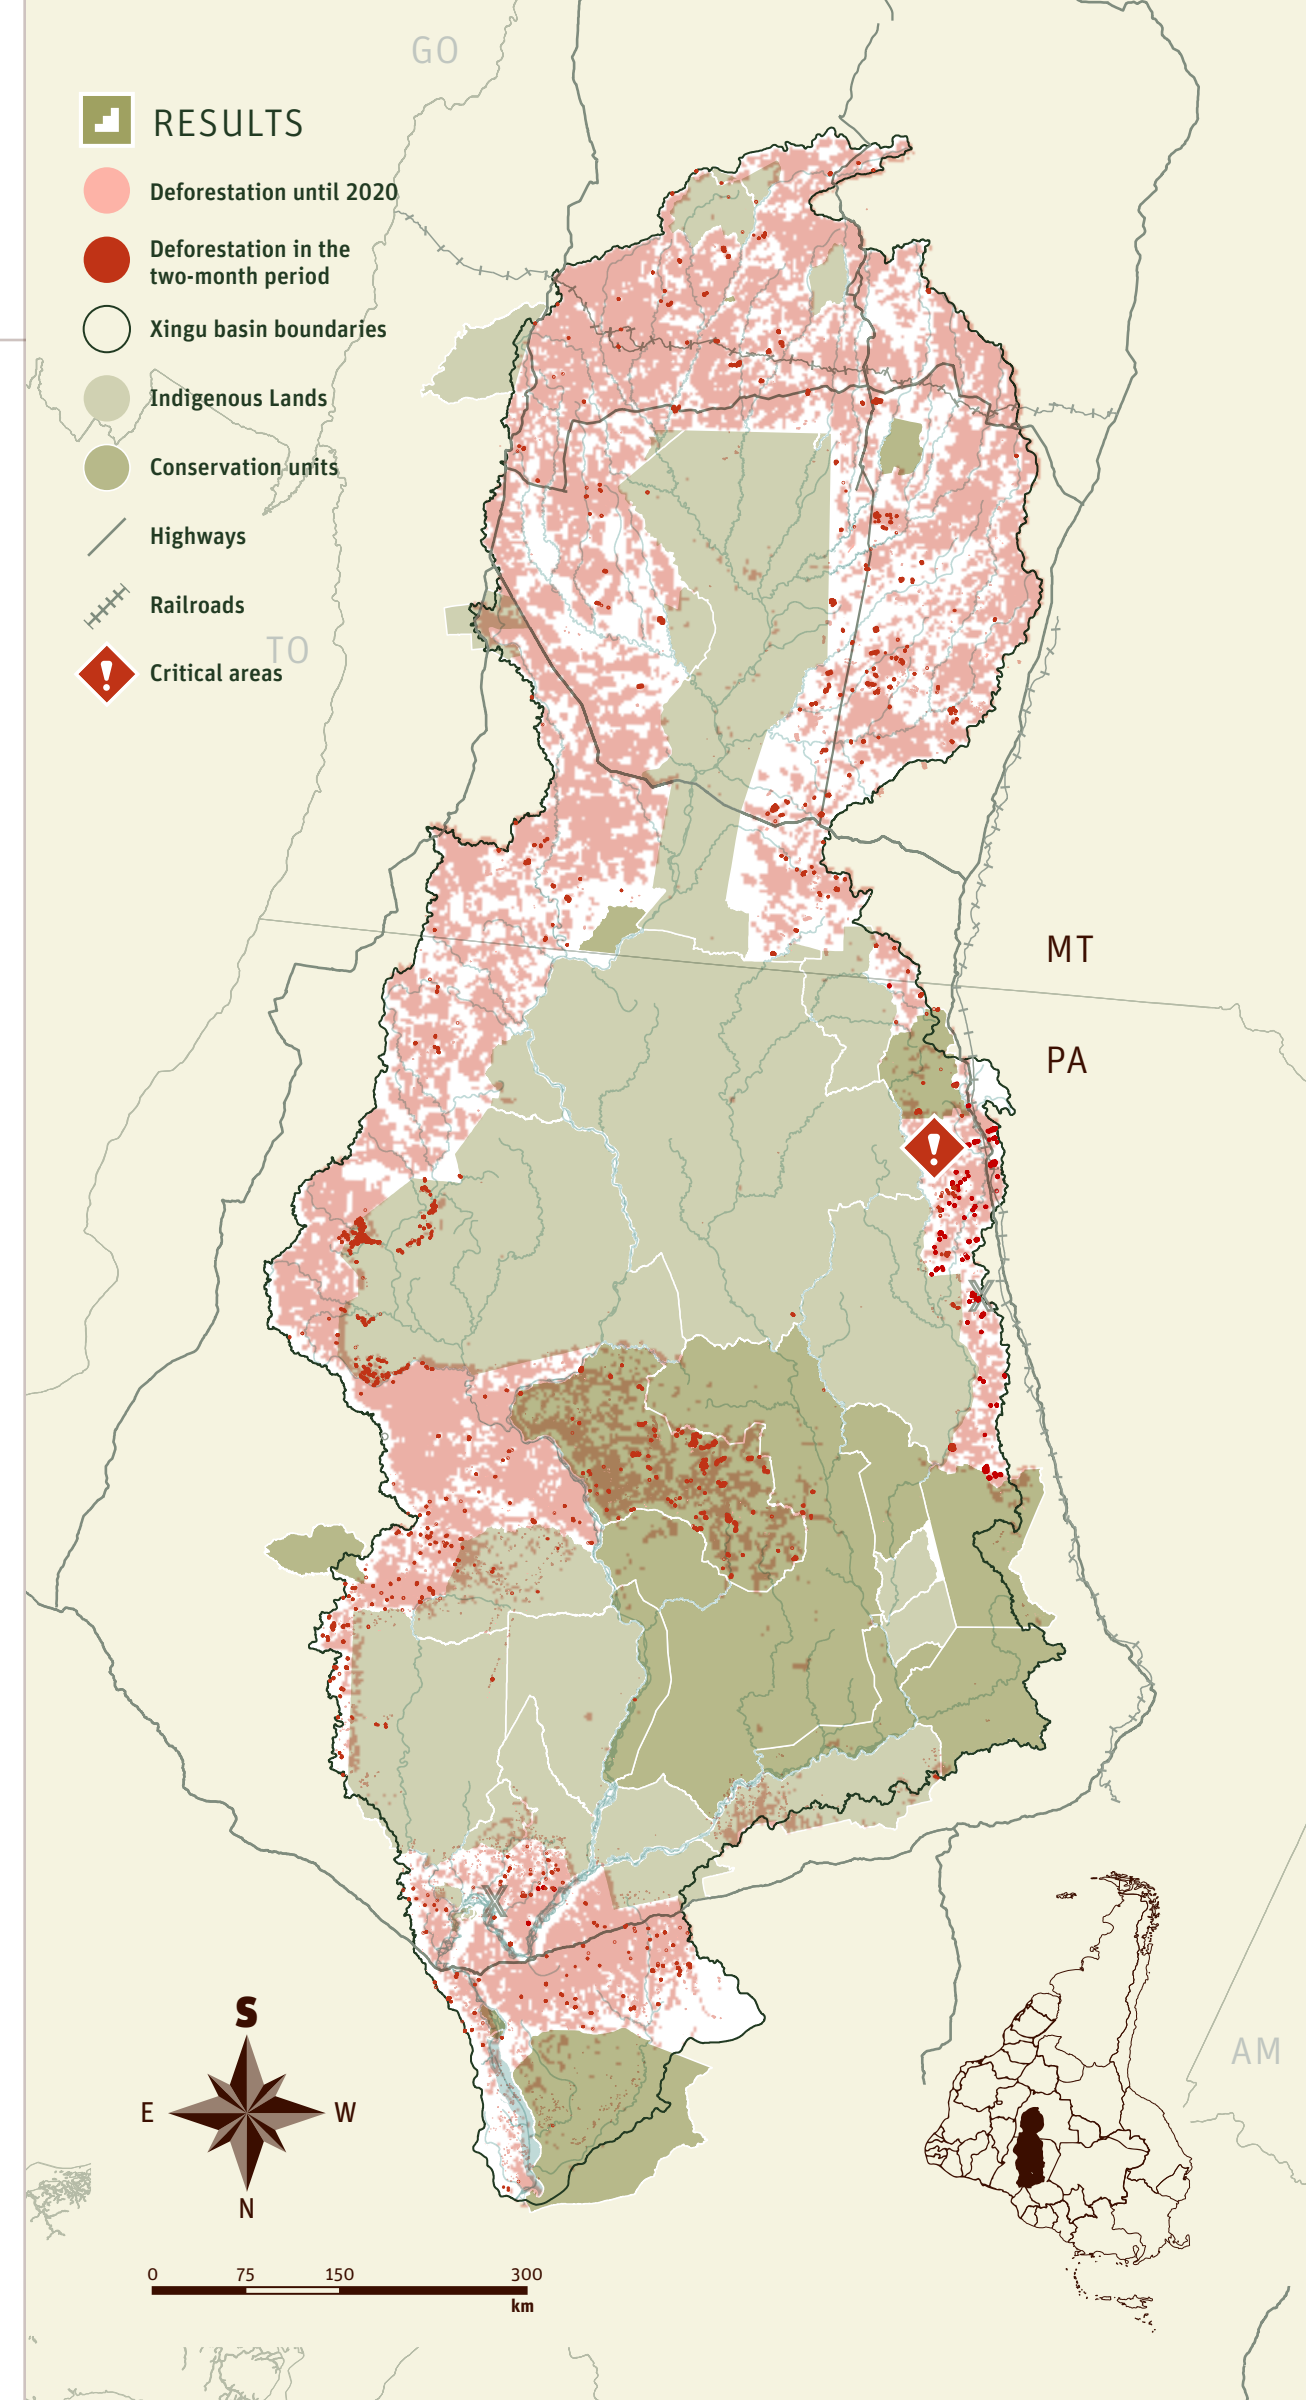 GO
RESULTS
Deforestation until 2020
Deforestation in the
two-month period
Xingu basin boundaries
Indigenous Lands
Conservation units
Highways
Railroads
TO
Critical areas
MT
PA
X
X
S
E
W
N
AM
0
75
150
300
km